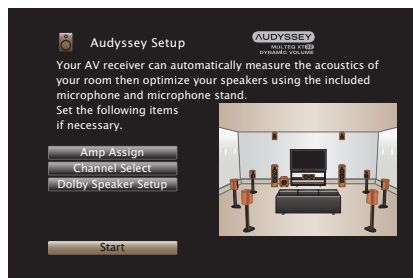 Audyssey Setup
AUDYSSEY
MULTEQ XT32
DYNAMIC VOLUME
Your AV receiver can automatically measure the acoustics of
your room then optimize your speakers using the included
microphone and microphone stand.
Set the following items
if necessary.
Amp Assign
Channel Select
Dolby Speaker Setup
Start